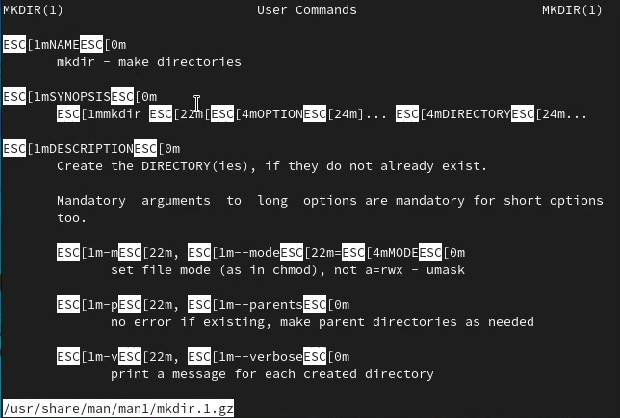 MKDIR(1) User Commands MKDIR(1)
ESC[1mNAMEESC[0m
mkdir - make directories
ESC[1mSYNOPSISESC[0m
ESC[1mmkdir ESC[22m[ESC[4mOPTIONESC[24m]... ESC[4mDIRECTORYESC[24m...
ESC[1mDESCRIPTIONESC[0m
Create the DIRECTORY(ies), if they do not already exist.
Mandatory arguments to long options are mandatory for short options
too.
ESC[1m-mESC[22m, ESC[1m--modeESC[22m=ESC[4mMODEESC[0m
set file mode (as in chmod), not a=rwx - umask
ESC[1m-pESC[22m, ESC[1m--parentsESC[0m
no error if existing, make parent directories as needed
ESC[1m-vESC[22m, ESC[1m--verboseESC[0m
print a message for each created directory
/usr/share/man/man1/mkdir.1.gz